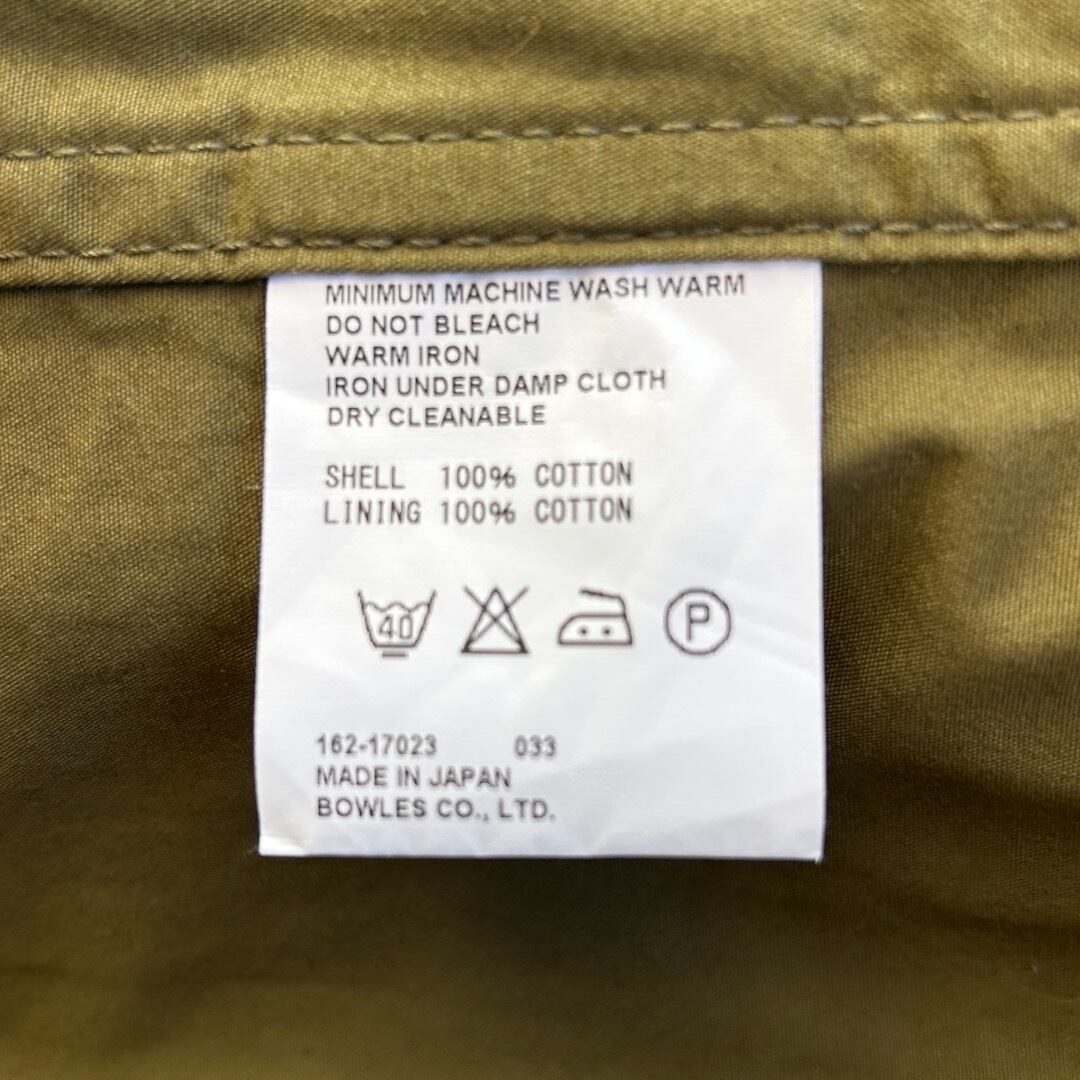 MINIMUM MACHINE WASH WARM
DO NOT BLEACH
WARM IRON
IRON UNDER DAMP CLOTH
DRY CLEANABLE
SHELL 100% COTTON
LINING 100% COTTON
40 P
162-17023 033
MADE IN JAPAN
BOWLES CO., LTD.